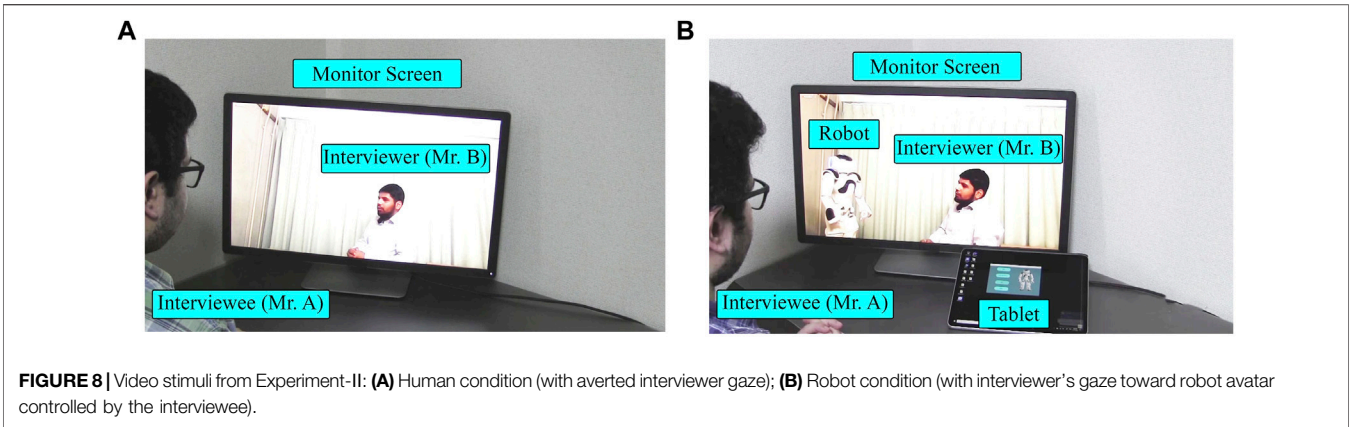 A
B
Monitor Screen
Interviewer (Mr. B)
Interviewee (Mr. A)
Monitor Screen
Robot
Interviewer (Mr. B)
Interviewee (Mr. A)
Tablet
FIGURE 8 | Video stimuli from Experiment-II: (A) Human condition (with averted interviewer gaze); (B) Robot condition (with interviewer’s gaze toward robot avatar
controlled by the interviewee).